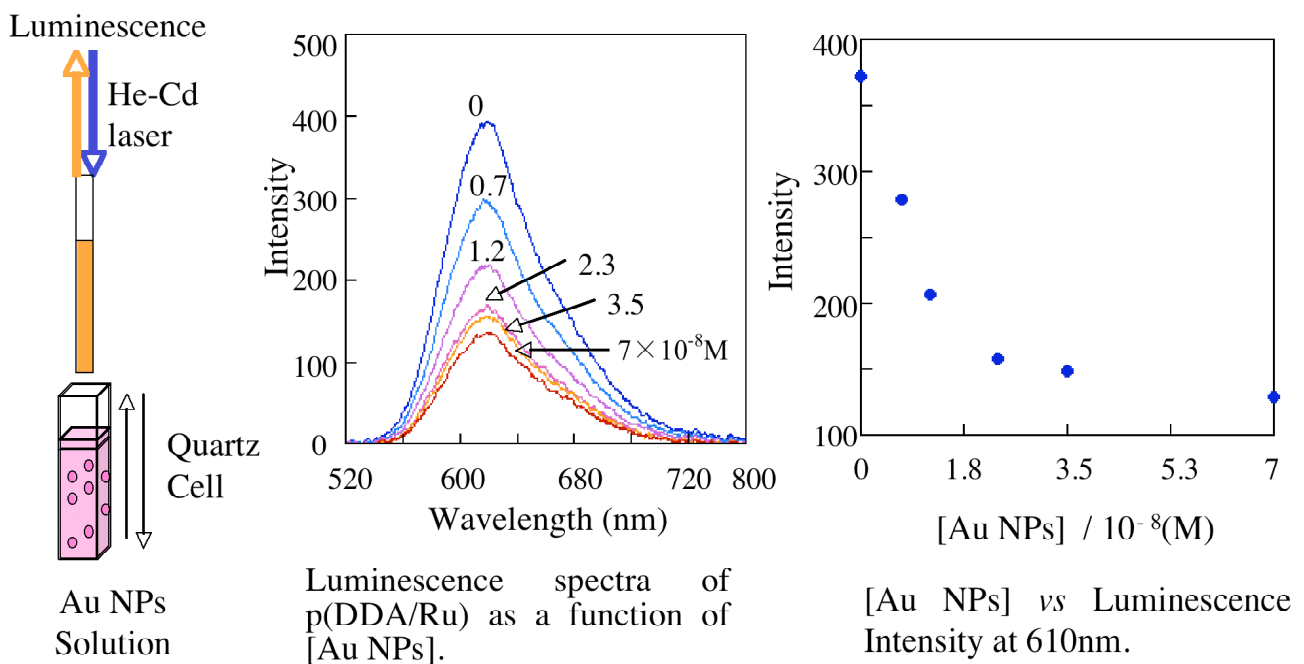 Luminescence
He-Cd
laser
Quartz
Cell
Au NPs
Solution
500
400
300
200
100
0
Intensity
0
0.7
1.2
2.3
3.5
7×10-8M
520 600 680 720 800
Wavelength (nm)
Luminescence spectra of
p(DDA/Ru) as a function of
[Au NPs].
400
300
200
100
Intensity
0 1.8 3.5 5.3 7
[Au NPs] / 10-8(M)
[Au NPs] vs Luminescence
Intensity at 610nm.